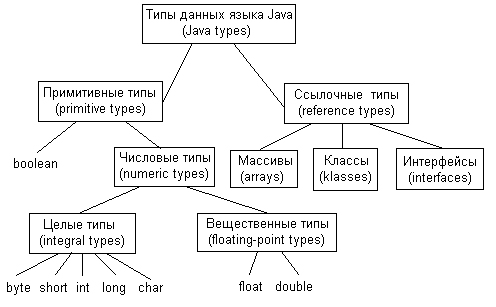 Типы данных языка Java
(Java types)
Примитивные типы
(primitive types)
Ссылочные типы
(reference types)
boolean
Числовые типы
(numeric types)
Массивы
(arrays)
Классы
(klasses)
Интерфейсы
(interfaces)
Целые типы
(integral types)
Вещественные типы
(floating-point types)
byte short int long char
float double